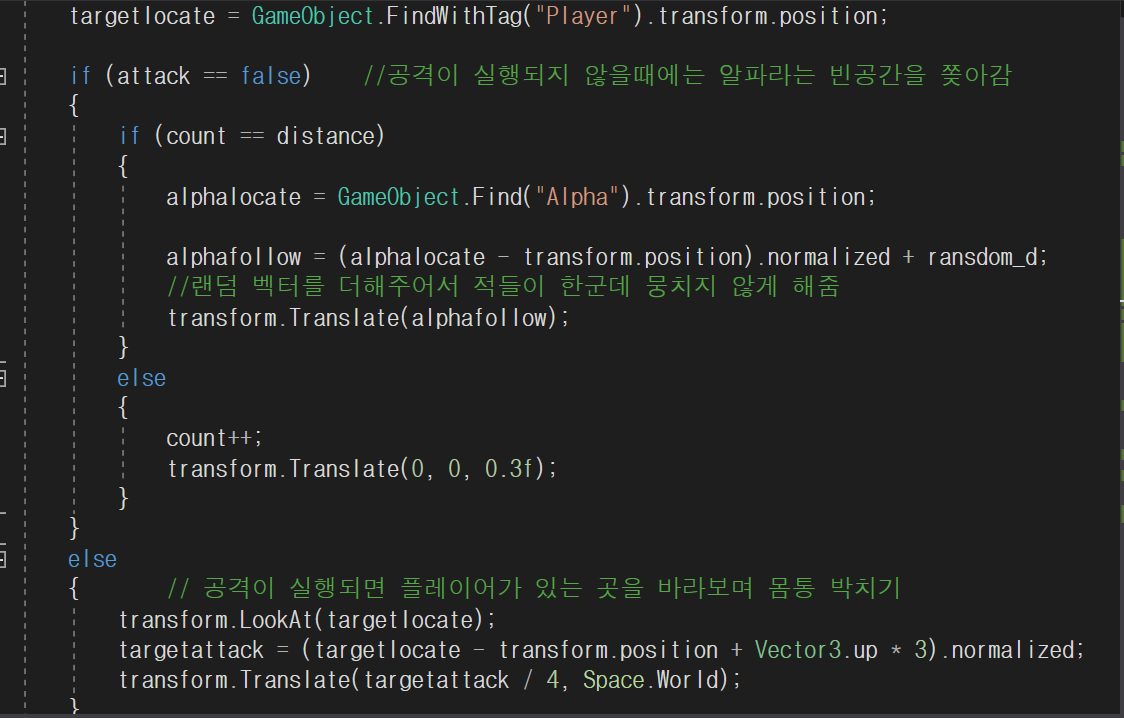 targetlocate = GameObject.FindWithTag("Player").transform.position;
if (attack == false)    //공격이 실행되지 않을때에는 알파라는 빈공간을 쫒아감
{
if (count == distance)
{
alphalocate = GameObject.Find("Alpha").transform.position;
alphafollow = (alphalocate - transform.position).normalized + ransdom_d;
//랜덤 벡터를 더해주어서 적들이 한군데 뭉치지 않게 해줌
transform.Translate(alphafollow);
}
else
{
count++;
transform.Translate(0, 0, 0.3f);
}
}
else
{       // 공격이 실행되면 플레이어가 있는 곳을 바라보며 몸통 박치기
transform.LookAt(targetlocate);
targetattack = (targetlocate - transform.position + Vector3.up * 3).normalized;
transform.Translate(targetattack / 4, Space.World);
}